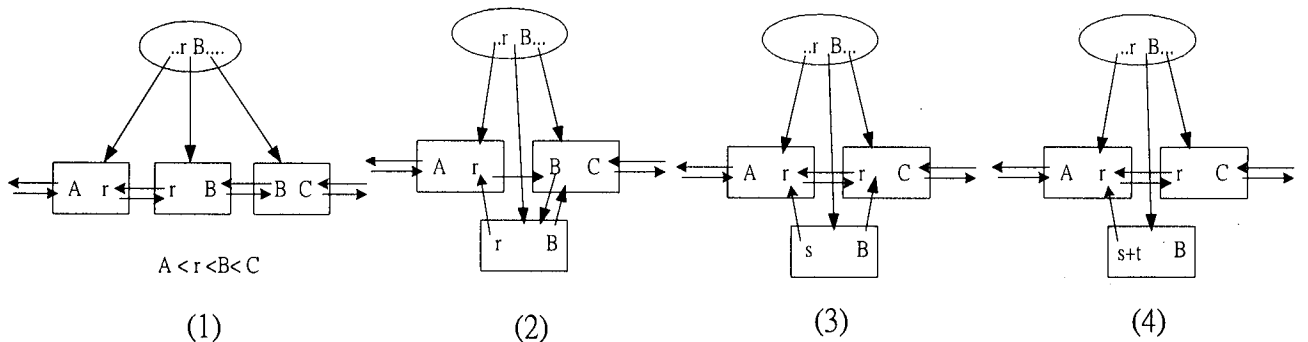 ..r B....
A r r B B C
A < r < B < C
(1)
..r B...
A r B C
r B
(2)
..r B...
A r r C
s B
(3)
..r B...
A r r C
s+t B
(4)